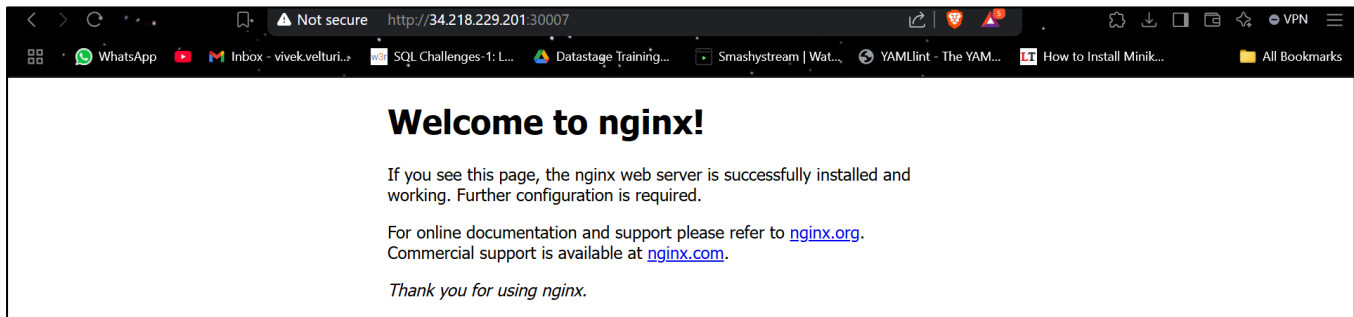 Not secure http://34.218.229.201:30007 5 VPN
WhatsApp Inbox - vivek.velturi... w3r SQL Challenges-1: L... Datastage Training... Smashystream | Wat... YAMLlint - The YAM... LT How to Install Minik... All Bookmarks
Welcome to nginx!
If you see this page, the nginx web server is successfully installed and
working. Further configuration is required.
For online documentation and support please refer to nginx.org.
Commercial support is available at nginx.com.
Thank you for using nginx.